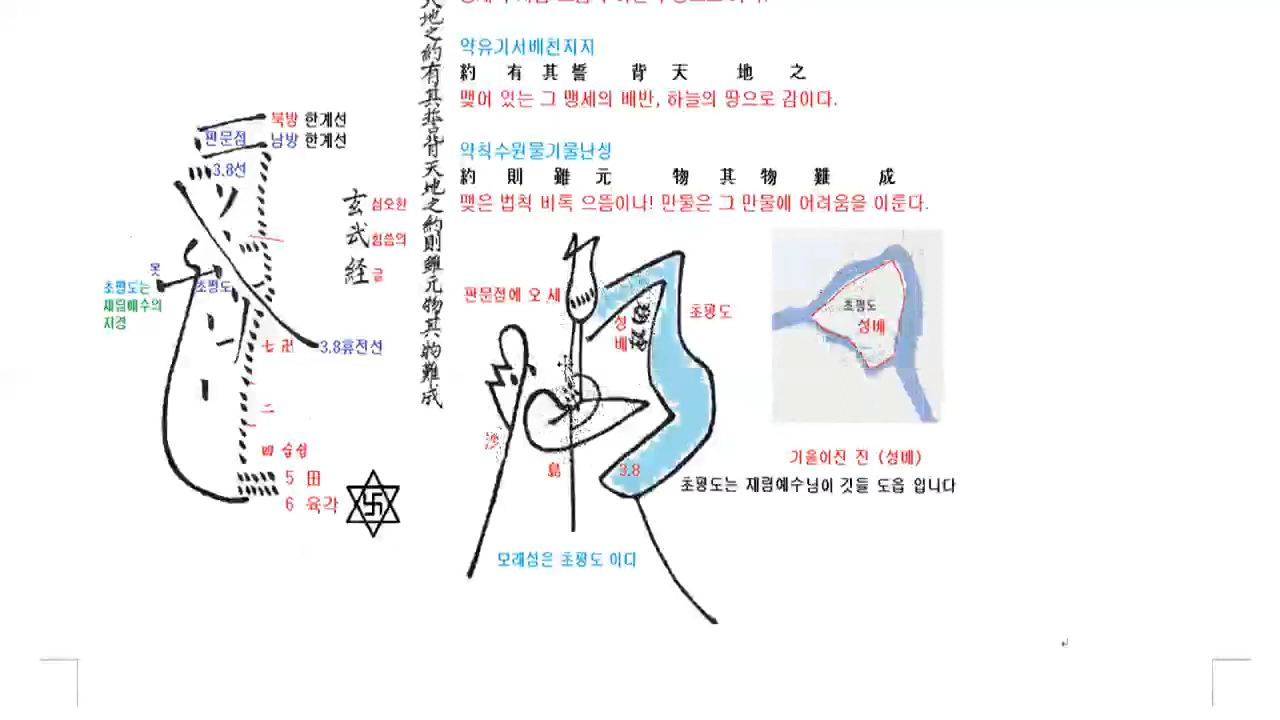 약유기서배천지지
約 有 其 誓 背 天 地 之
맺어 있는 그 맹세의 배반, 하늘의 땅으로 감이다.
약칙수원물기물난성
約 則 雖 元 物 其 物 難 成
맺은 법칙 비록 으뜸이나! 만물은 그 만물에 어려움을 이룬다.
地之約有其誓背天地之約則雖元物其物難成
북방 한계선
판문점 남방 한계선
3.8선
玄 심오한
武 힘씀의
経 글
못
초평도
초평도는
재림예수의
지경
七 卍
3.8휴전선
二
四 습쉼
5 田
6 육각
卐
판문점에 오 세
성
배
초평도
沙
島
3.8
모래섬은 초평도 이다
초평도
성배
기울어진 진 (성배)
초평도는 재림예수님이 깃들 도읍 입니다